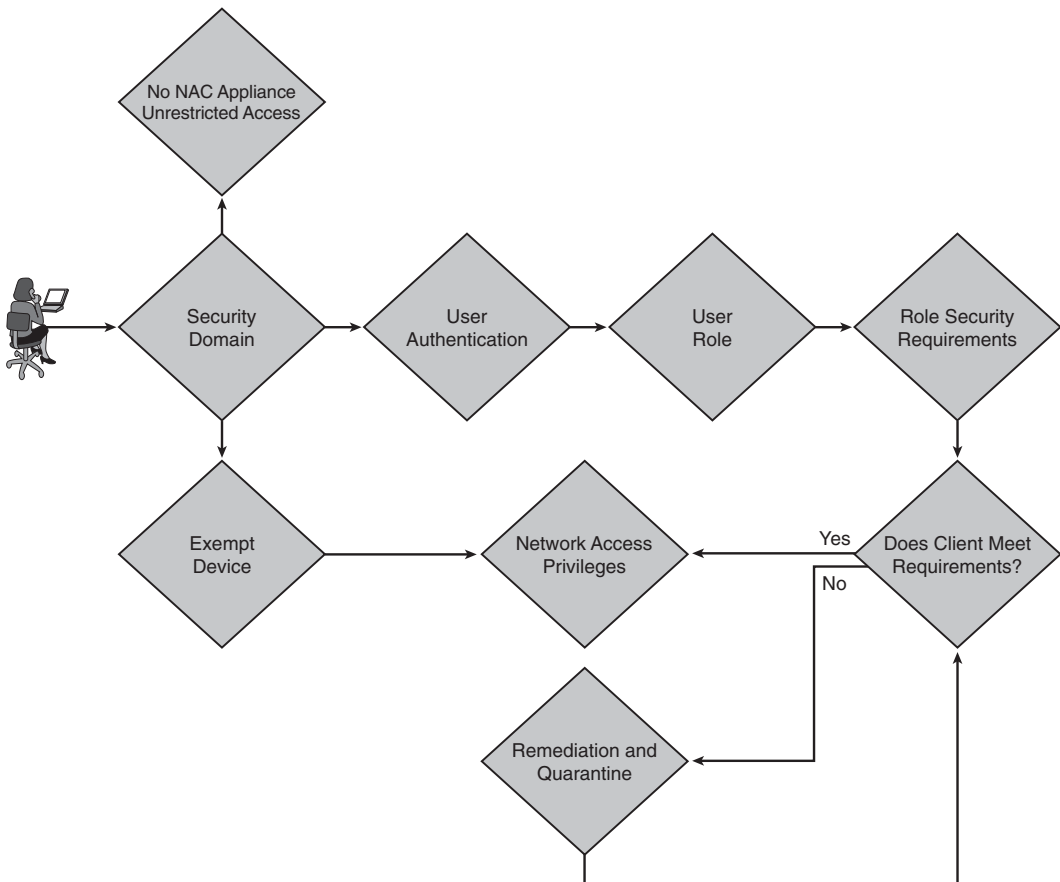 No NAC Appliance
Unrestricted Access
Security
Domain
User
Authentication
User
Role
Role Security
Requirements
Exempt
Device
Network Access
Privileges
Yes
No
Does Client Meet
Requirements?
Remediation and
Quarantine